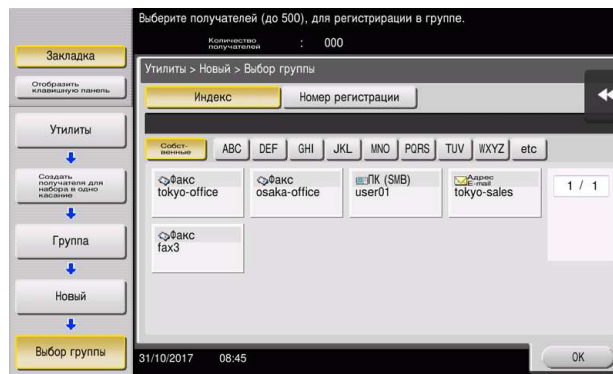 Выберите получателей (до 500), для регистрирации в группе.
Количество получателей : 000
Закладка
Отобразить клавишную панель
Утилиты
Создать получателя для набора в одно касание
Группа
Новый
Выбор группы
Утилиты > Новый > Выбор группы
Индекс
Номер регистрации
Собст-венные ABC DEF GHI JKL MNO PQRS TUV WXYZ etc
Факс
tokyo-office
Факс
osaka-office
ПК (SMB)
user01
Адрес E-mail
tokyo-sales
1 / 1
Факс
fax3
31/10/2017 08:45
OK